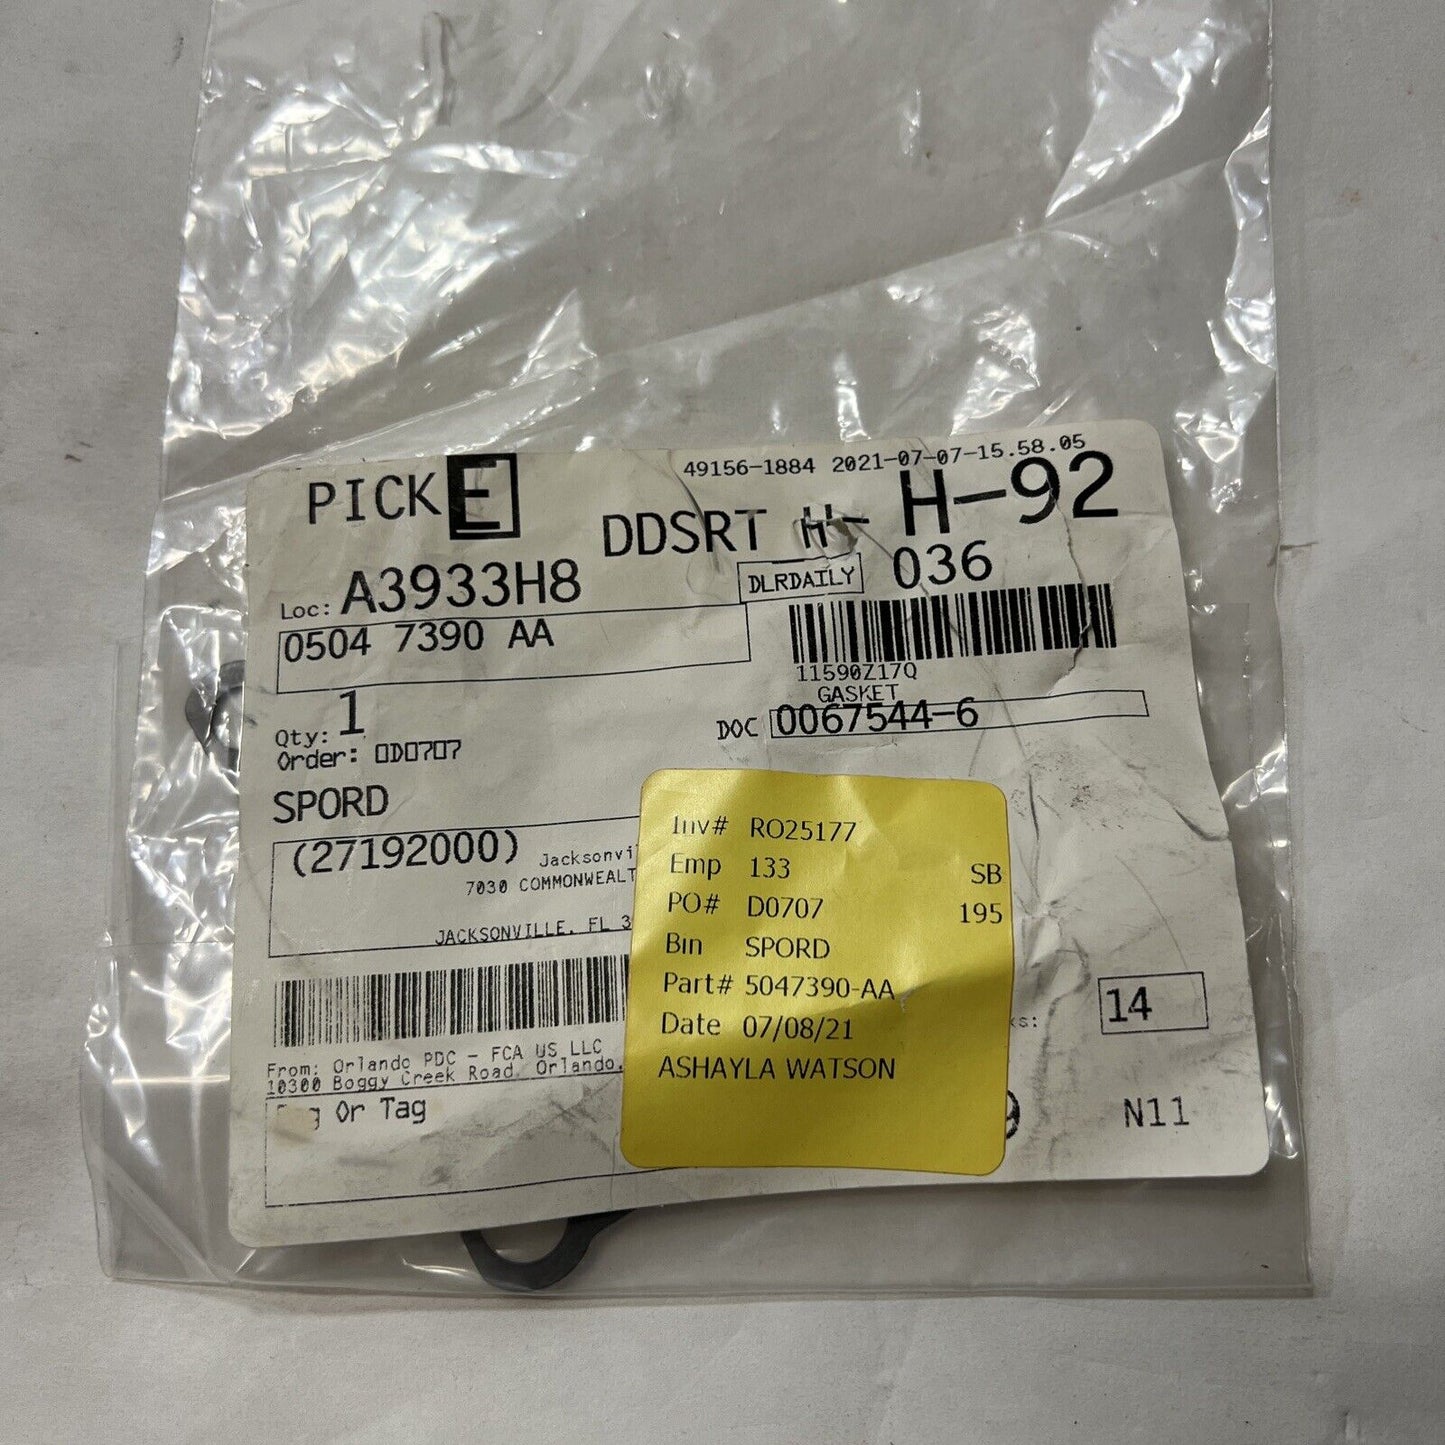 49156-1884 2021-07-07-15.58.05
PICK E
DDSRT H- H-92
Loc: A3933H8
DLRDAILY 036
0504 7390 AA
11590Z17Q
GASKET
Qty: 1
DOC 0067544-6
Order: 0D0707
SPORD
(27192000)
7030
JACKSONVILLE, FL
From: Orlando PDC - FCA US LLC
10300 Boggy Creek Road, Orlando,
Or Tag
14
N11
Inv# RO25177
Emp 133 SB
PO# D0707 195
Bin SPORD
Part# 5047390-AA
Date 07/08/21
ASHAYLA WATSON